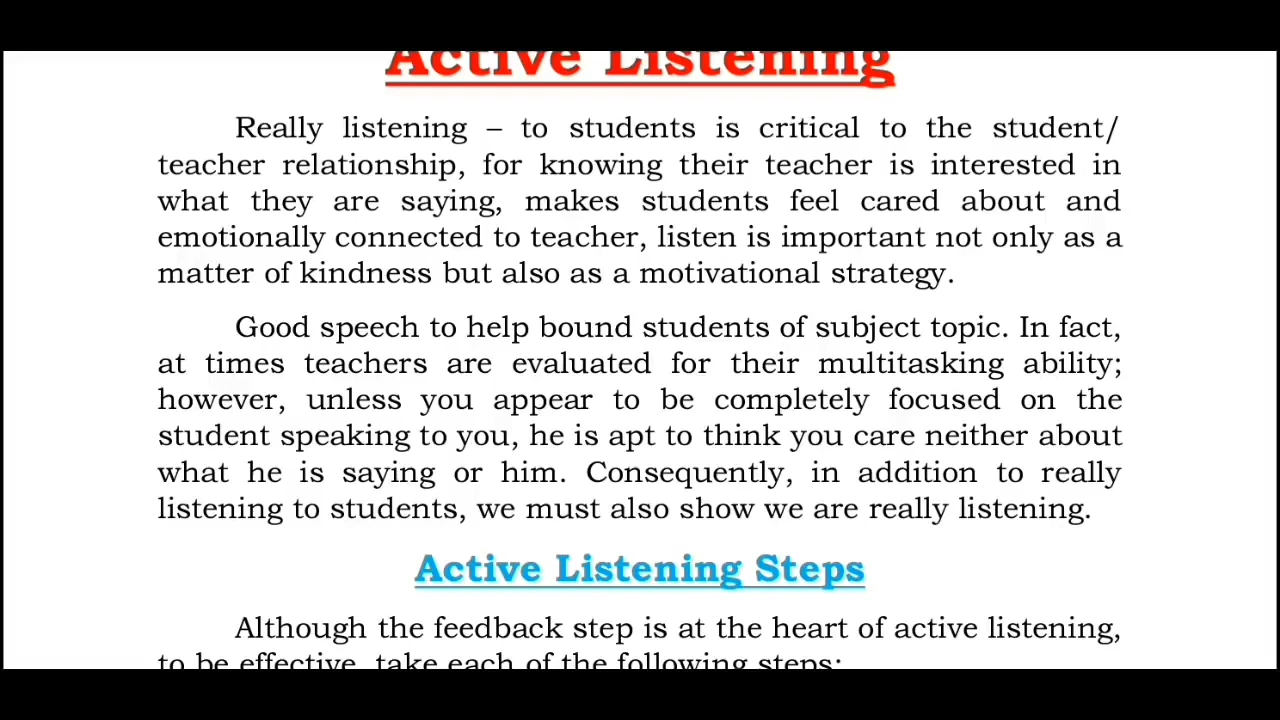 Active Listening
Really listening – to students is critical to the student/
teacher relationship, for knowing their teacher is interested in
what they are saying, makes students feel cared about and
emotionally connected to teacher, listen is important not only as a
matter of kindness but also as a motivational strategy.
Good speech to help bound students of subject topic. In fact,
at times teachers are evaluated for their multitasking ability;
however, unless you appear to be completely focused on the
student speaking to you, he is apt to think you care neither about
what he is saying or him. Consequently, in addition to really
listening to students, we must also show we are really listening.
Active Listening Steps
Although the feedback step is at the heart of active listening,
to be effective, take each of the following steps: